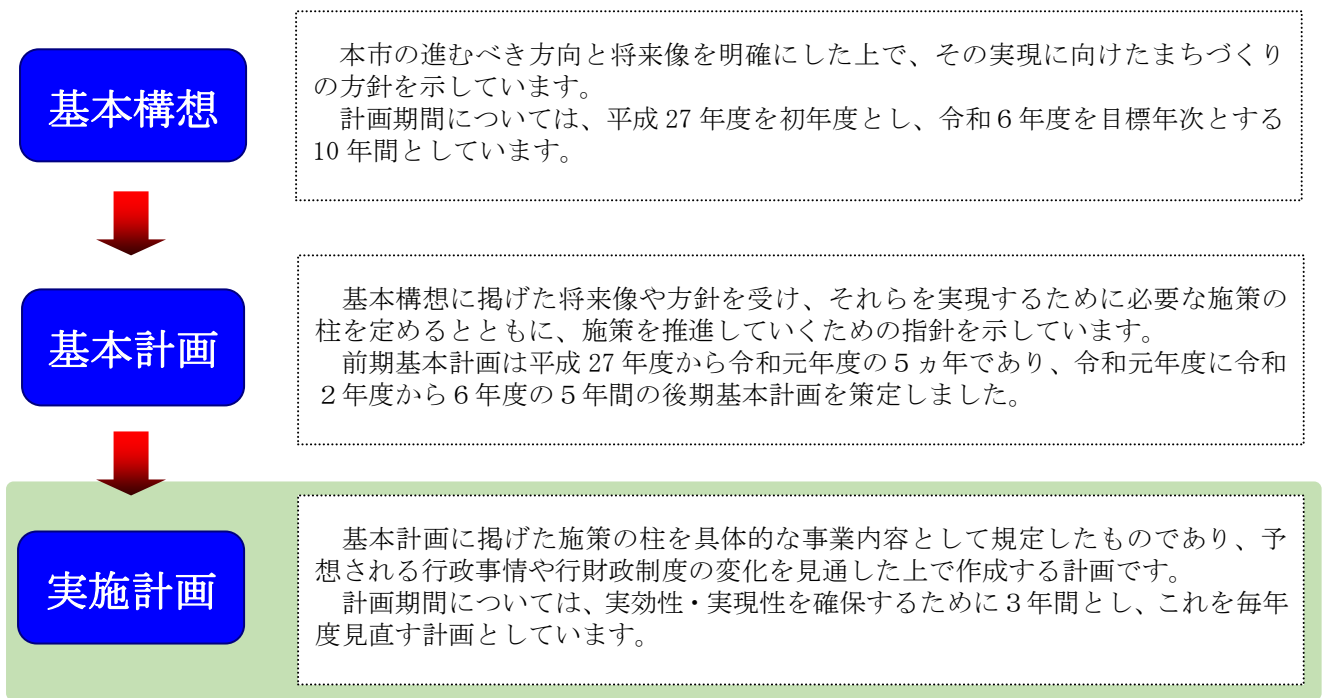 基本構想
本市の進むべき方向と将来像を明確にした上で、その実現に向けたまちづくり
の方針を示しています。
計画期間については、平成 27 年度を初年度とし、令和６年度を目標年次とする
10 年間としています。
基本計画
基本構想に掲げた将来像や方針を受け、それらを実現するために必要な施策の
柱を定めるとともに、施策を推進していくための指針を示しています。
前期基本計画は平成 27 年度から令和元年度の５ヵ年であり、令和元年度に令和
２年度から６年度の５年間の後期基本計画を策定しました。
実施計画
基本計画に掲げた施策の柱を具体的な事業内容として規定したものであり、予
想される行政事情や行財政制度の変化を見通した上で作成する計画です。
計画期間については、実効性・実現性を確保するために３年間とし、これを毎年
度見直す計画としています。